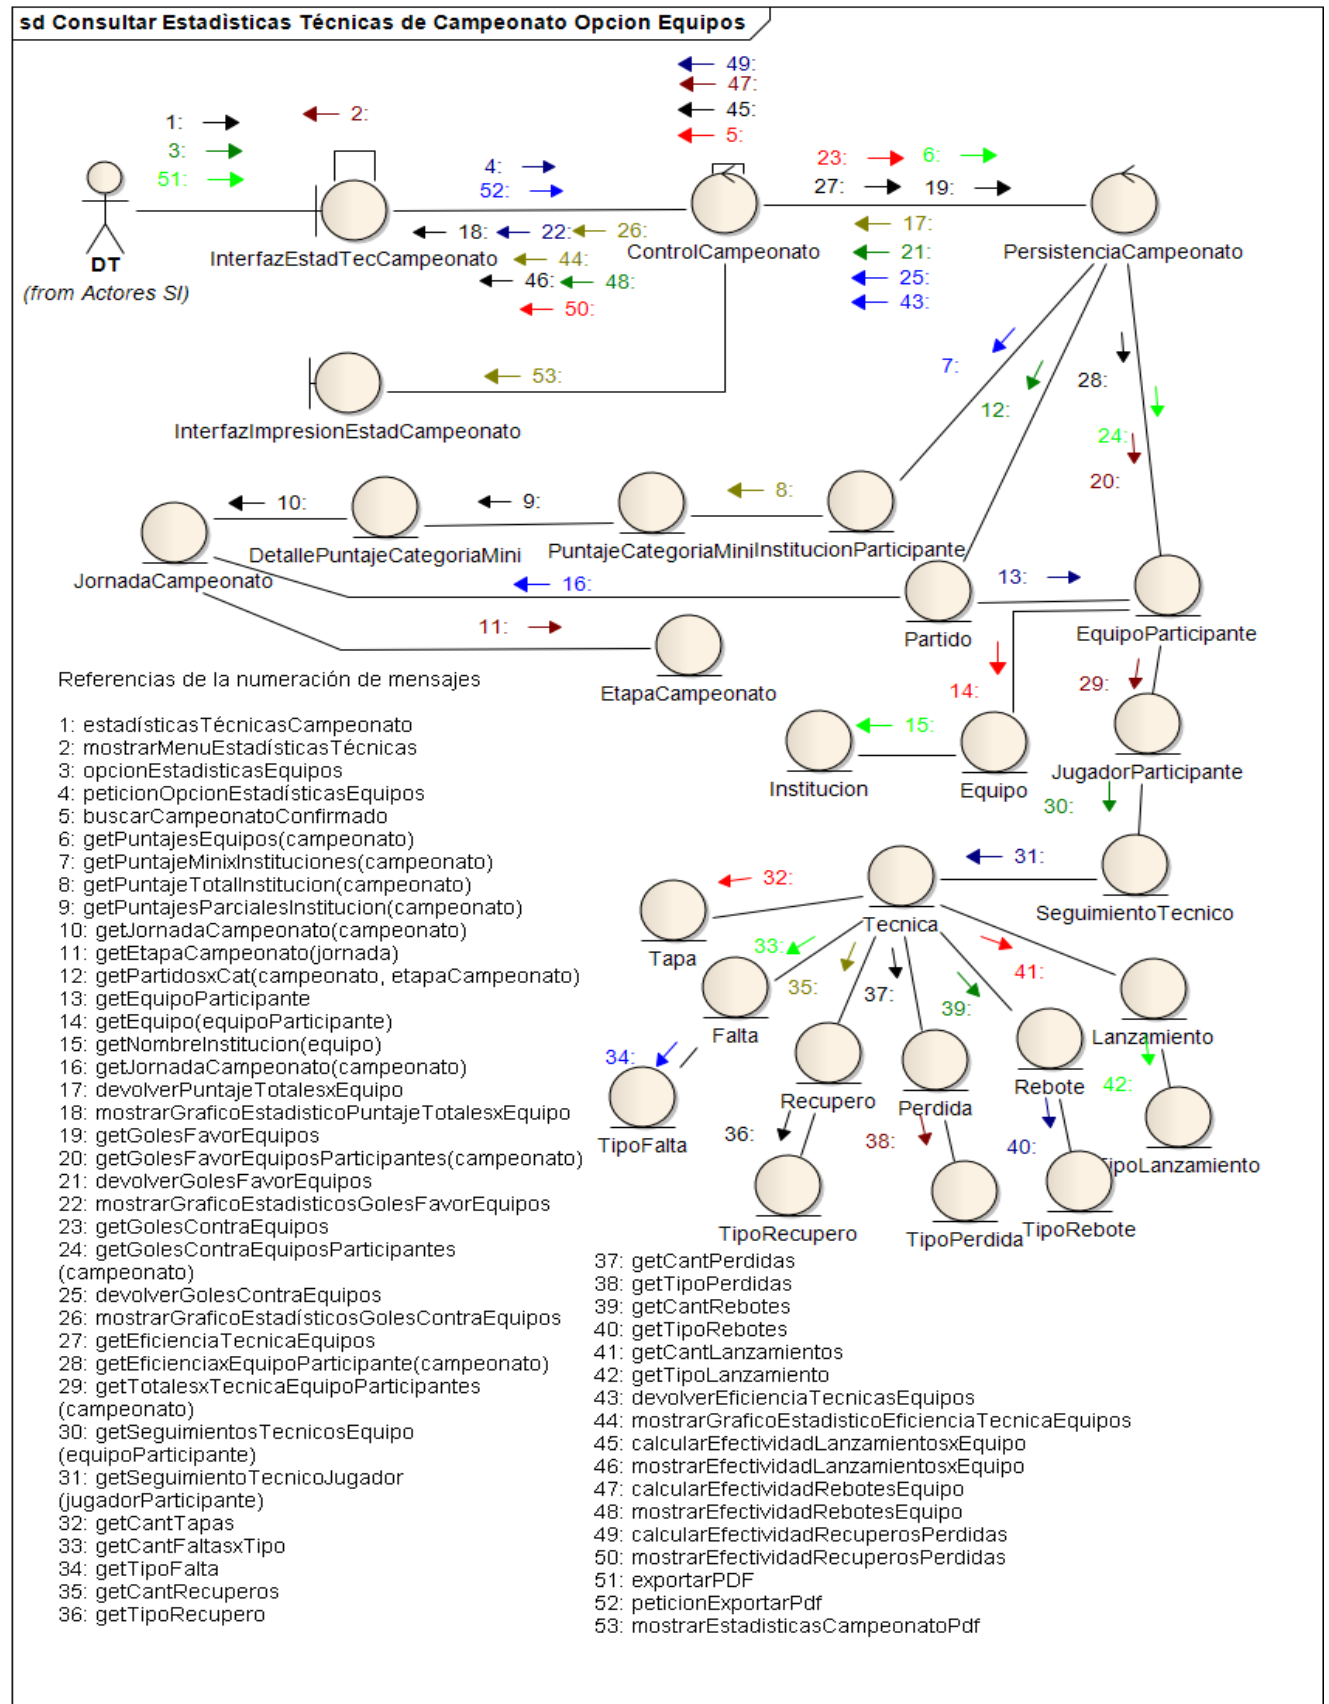 sd Consultar Estadìsticas Técnicas de Campeonato Opcion Equipos
49:
47:
45:
5:
1:
2:
3:
51:
4:
52:
23:
6:
27:
19:
18:
22:
26:
44:
46:
48:
50:
17:
21:
25:
43:
DT
(from Actores SI)
InterfazEstadTecCampeonato
ControlCampeonato
PersistenciaCampeonato
53:
InterfazImpresionEstadCampeonato
7:
12:
28:
24:
20:
10:
9:
8:
JornadaCampeonato
DetallePuntajeCategoriaMini
PuntajeCategoriaMini
InstitucionParticipante
16:
13:
11:
Partido
EquipoParticipante
EtapaCampeonato
14:
29:
15:
Institucion
Equipo
JugadorParticipante
30:
31:
32:
Tapa
Tecnica
SeguimientoTecnico
33:
35:
37:
39:
41:
Falta
Lanzamiento
34:
Recupero
Perdida
Rebote
42:
TipoFalta
36:
38:
40:
ipoLanzamiento
TipoRecupero
TipoPerdida
TipoRebote
Referencias de la numeración de mensajes
1: estadísticasTécnicasCampeonato
2: mostrarMenuEstadísticasTécnicas
3: opcionEstadisticasEquipos
4: peticionOpcionEstadísticasEquipos
5: buscarCampeonatoConfirmado
6: getPuntajesEquipos(campeonato)
7: getPuntajeMinixInstituciones(campeonato)
8: getPuntajeTotalInstitucion(campeonato)
9: getPuntajesParcialesInstitucion(campeonato)
10: getJornadaCampeonato(campeonato)
11: getEtapaCampeonato(jornada)
12: getPartidosxCat(campeonato, etapaCampeonato)
13: getEquipoParticipante
14: getEquipo(equipoParticipante)
15: getNombreInstitucion(equipo)
16: getJornadaCampeonato(campeonato)
17: devolverPuntajeTotalesxEquipo
18: mostrarGraficoEstadisticoPuntajeTotalesxEquipo
19: getGolesFavorEquipos
20: getGolesFavorEquiposParticipantes(campeonato)
21: devolverGolesFavorEquipos
22: mostrarGraficoEstadisticosGolesFavorEquipos
23: getGolesContraEquipos
24: getGolesContraEquiposParticipantes
(campeonato)
25: devolverGolesContraEquipos
26: mostrarGraficoEstadísticosGolesContraEquipos
27: getEficienciaTecnicaEquipos
28: getEficienciaxEquipoParticipante(campeonato)
29: getTotalesxTecnicaEquipoParticipantes
(campeonato)
30: getSeguimientosTecnicosEquipo
(equipoParticipante)
31: getSeguimientoTecnicoJugador
(jugadorParticipante)
32: getCantTapas
33: getCantFaltasxTipo
34: getTipoFalta
35: getCantRecuperos
36: getTipoRecupero
37: getCantPerdidas
38: getTipoPerdidas
39: getCantRebotes
40: getTipoRebotes
41: getCantLanzamientos
42: getTipoLanzamiento
43: devolverEficienciaTecnicasEquipos
44: mostrarGraficoEstadisticoEficienciaTecnicaEquipos
45: calcularEfectividadLanzamientosxEquipo
46: mostrarEfectividadLanzamientosxEquipo
47: calcularEfectividadRebotesEquipo
48: mostrarEfectividadRebotesEquipo
49: calcularEfectividadRecuperosPerdidas
50: mostrarEfectividadRecuperosPerdidas
51: exportarPDF
52: peticionExportarPdf
53: mostrarEstadisticasCampeonatoPdf